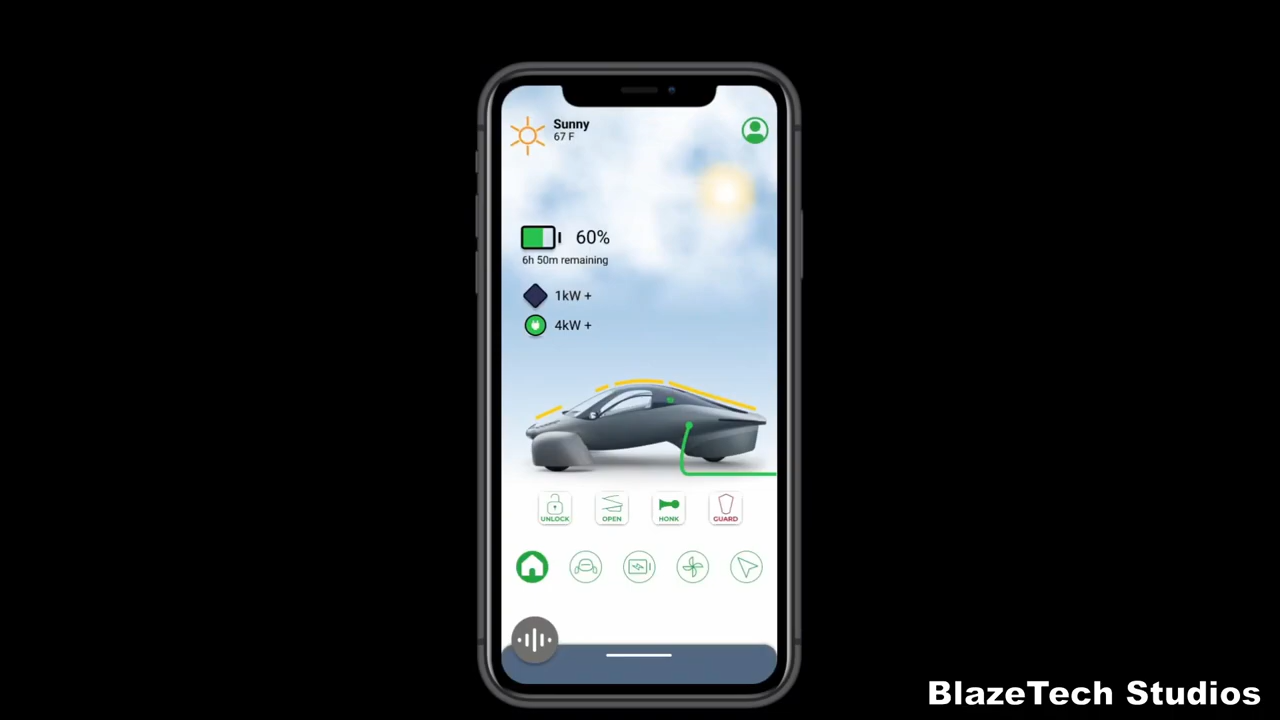 Sunny
67 F
60%
6h 50m remaining
1kW +
4kW +
UNLOCK
OPEN
HONK
GUARD
BlazeTech Studios